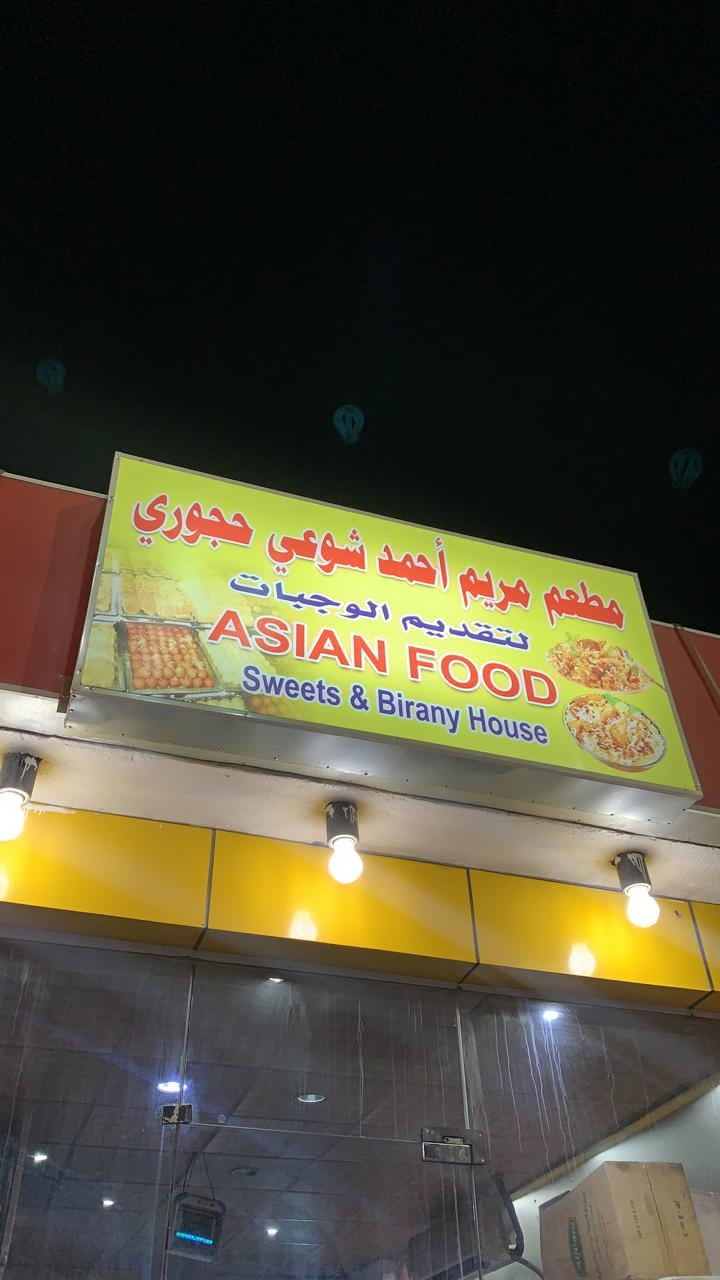 مطعم مريم أحمد شوعي حجوري
لتقديم الوجبات
ASIAN FOOD
Sweets & Birany House